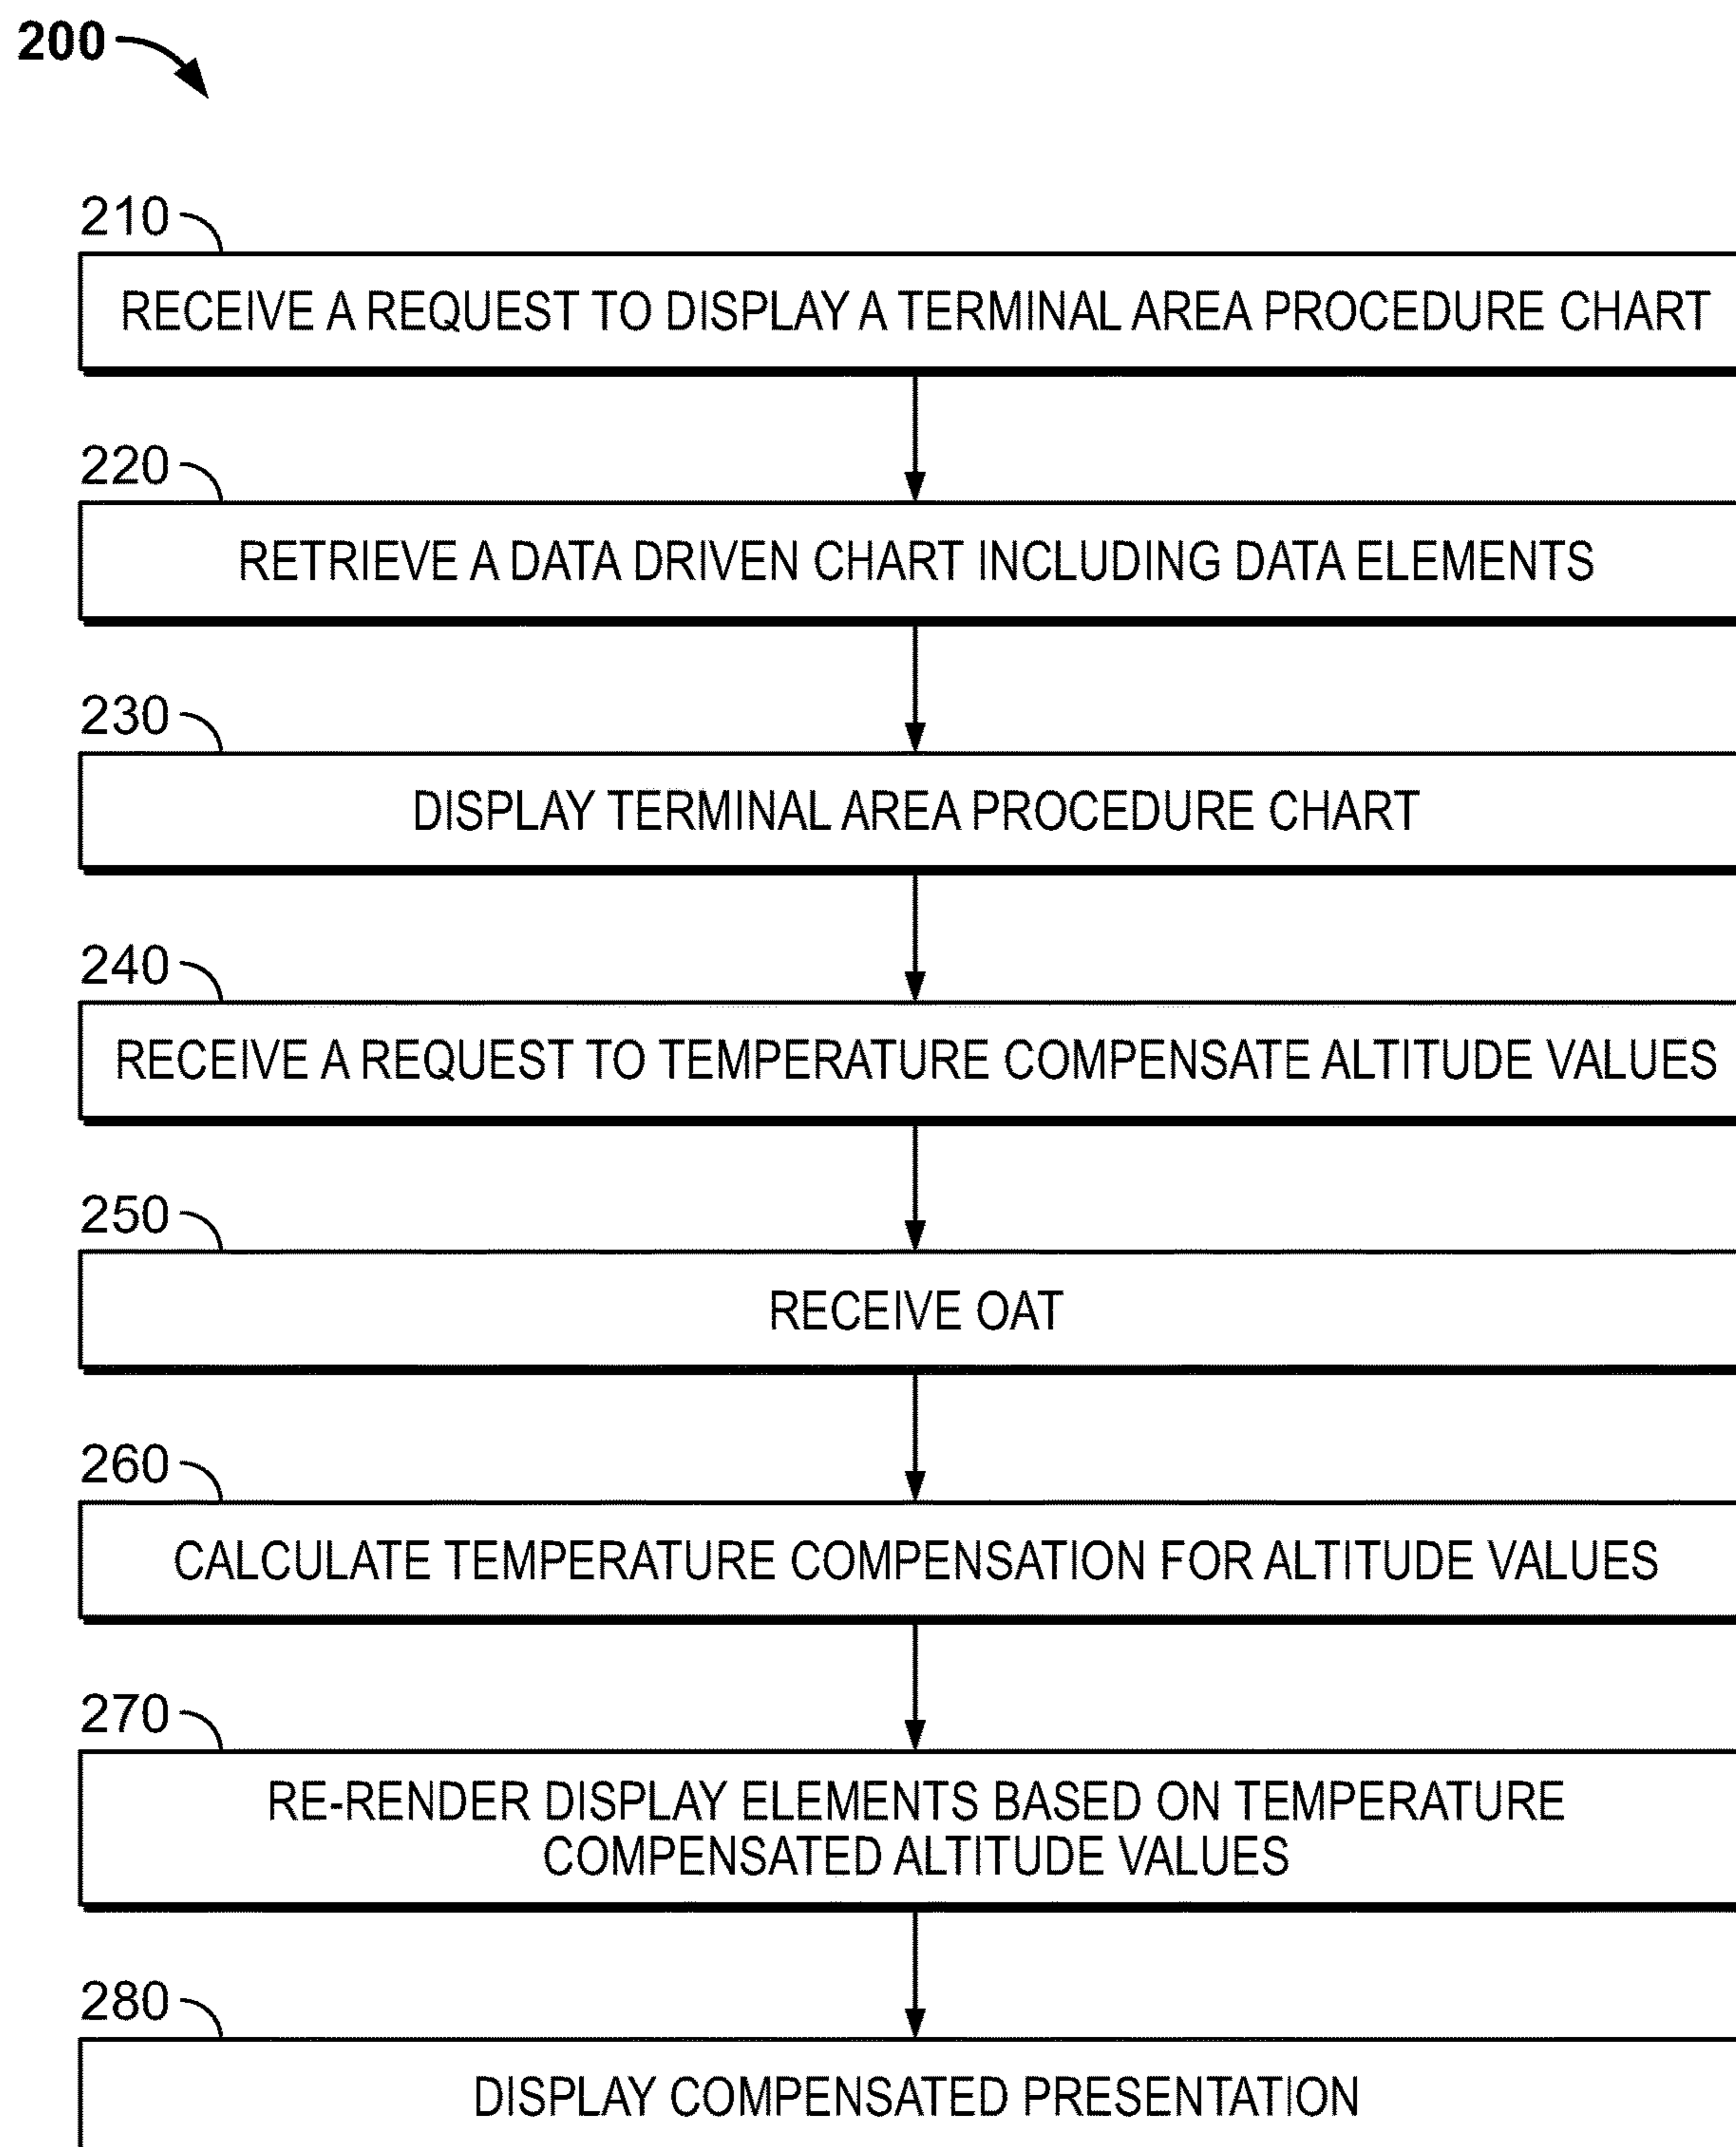 200
210
RECEIVE A REQUEST TO DISPLAY A TERMINAL AREA PROCEDURE CHART
220
RETRIEVE A DATA DRIVEN CHART INCLUDING DATA ELEMENTS
230
DISPLAY TERMINAL AREA PROCEDURE CHART
240
RECEIVE A REQUEST TO TEMPERATURE COMPENSATE ALTITUDE VALUES
250
RECEIVE OAT
260
CALCULATE TEMPERATURE COMPENSATION FOR ALTITUDE VALUES
270
RE-RENDER DISPLAY ELEMENTS BASED ON TEMPERATURE
COMPENSATED ALTITUDE VALUES
280
DISPLAY COMPENSATED PRESENTATION